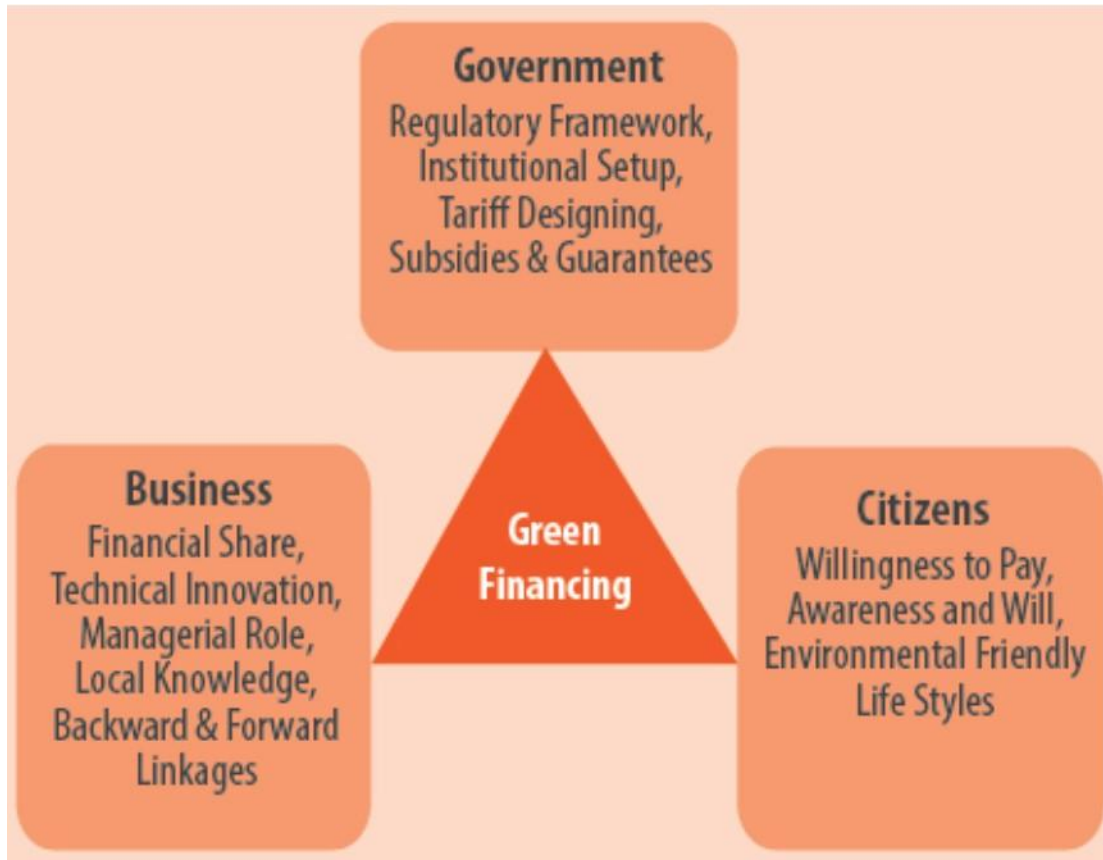 Government
Regulatory Framework,
Institutional Setup,
Tariff Designing,
Subsidies & Guarantees
Business
Financial Share,
Technical Innovation,
Managerial Role,
Local Knowledge,
Backward & Forward
Linkages
Green
Financing
Citizens
Willingness to Pay,
Awareness and Will,
Environmental Friendly
Life Styles